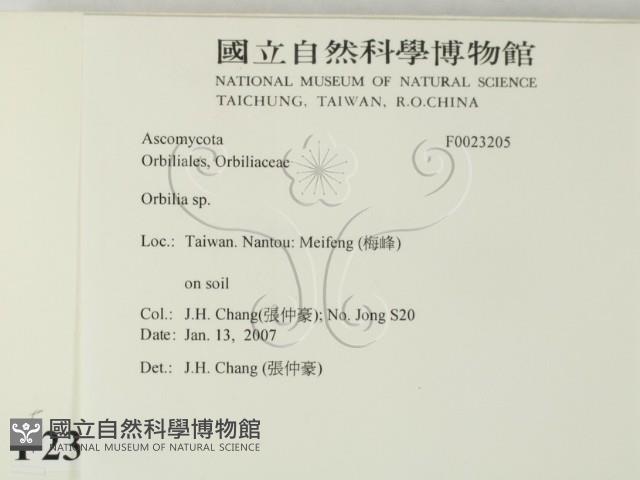 國立自然科學博物館
NATIONAL MUSEUM OF NATURAL SCIENCE
TAICHUNG, TAIWAN, R.O.CHINA
Ascomycota F0023205
Orbiliales, Orbiliaceae
Orbilia sp.
Loc.: Taiwan. Nantou: Meifeng (梅峰)
on soil
Col.: J.H. Chang(張仲豪); No. Jong S20
Date: Jan. 13, 2007
Det.: J.H. Chang (張仲豪)
國立自然科學博物館
NATIONAL MUSEUM OF NATURAL SCIENCE